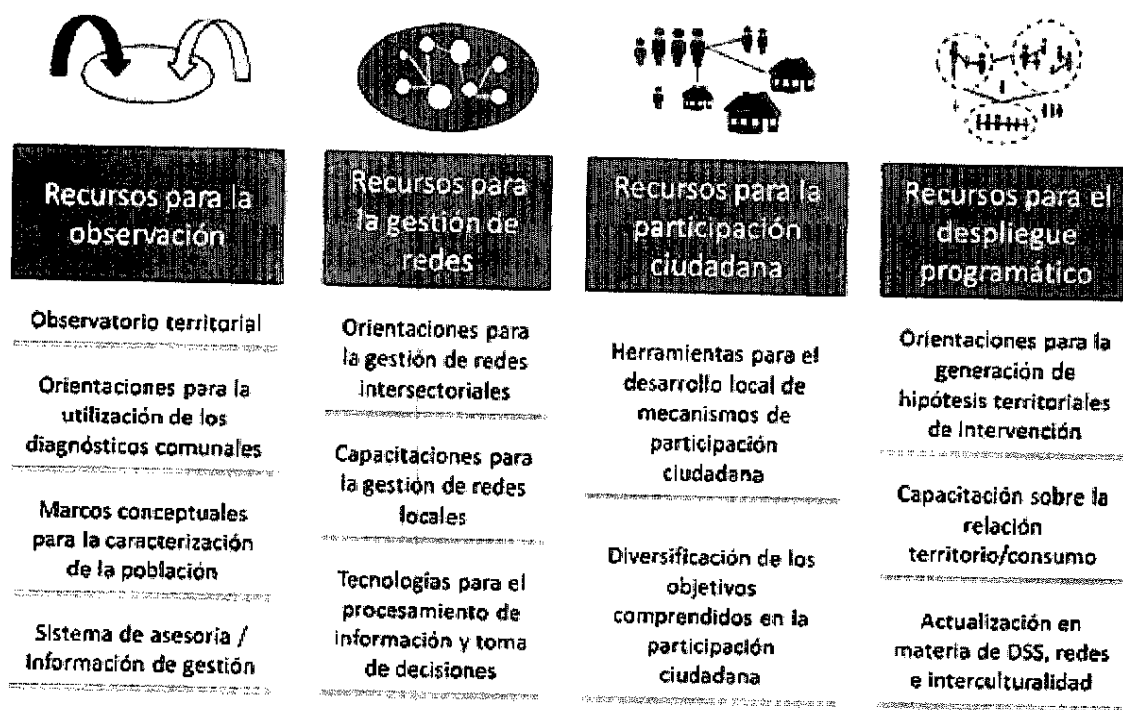 Recursos para la
observación
Observatorio territorial
Orientaciones para la
utilización de los
diagnósticos comunales
Marcos conceptuales
para la caracterización
de la población
Sistema de asesoría /
Información de gestión
Recursos para
la gestión de
redes
Orientaciones para
la gestión de redes
intersectoriales
Capacitaciones para
la gestión de redes
locales
Tecnologías para el
procesamiento de
información y toma
de decisiones
Recursos para la
participación
ciudadana
Herramientas para el
desarrollo local de
mecanismos de
participación
ciudadana
Diversificación de los
objetivos
comprendidos en la
participación
ciudadana
Recursos para el
despliegue
programático
Orientaciones para la
generación de
hipótesis territoriales
de Intervención
Capacitación sobre la
relación
territorio/consumo
Actualización en
materia de DSS, redes
e interculturalidad